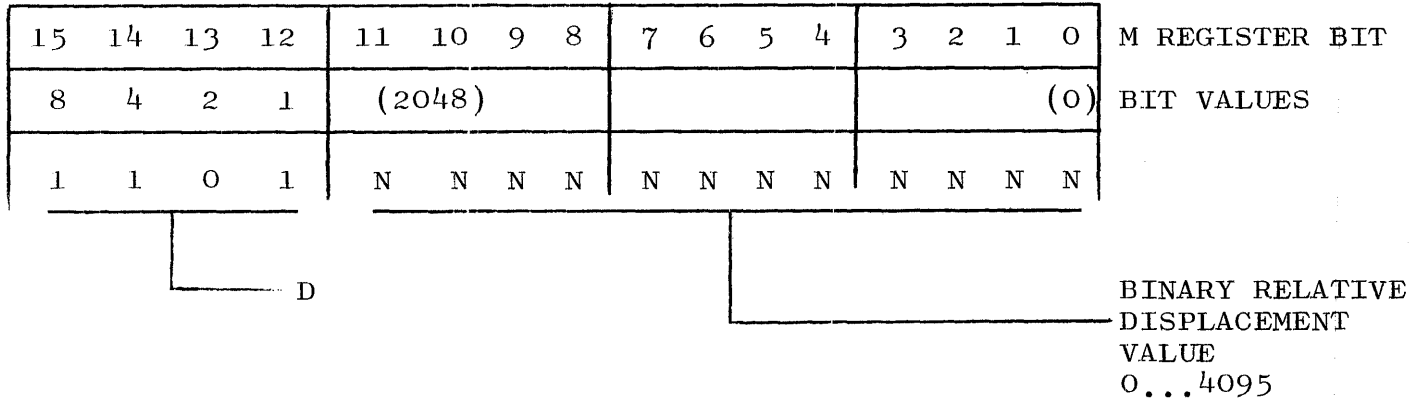 15 14 13 12 11 10 9 8 7 6 5 4 3 2 1 0 M REGISTER BIT
8 4 2 1 (2048) (0) BIT VALUES
1 1 0 1 N N N N N N N N N N N N
D
BINARY RELATIVE
DISPLACEMENT
VALUE
0...4095